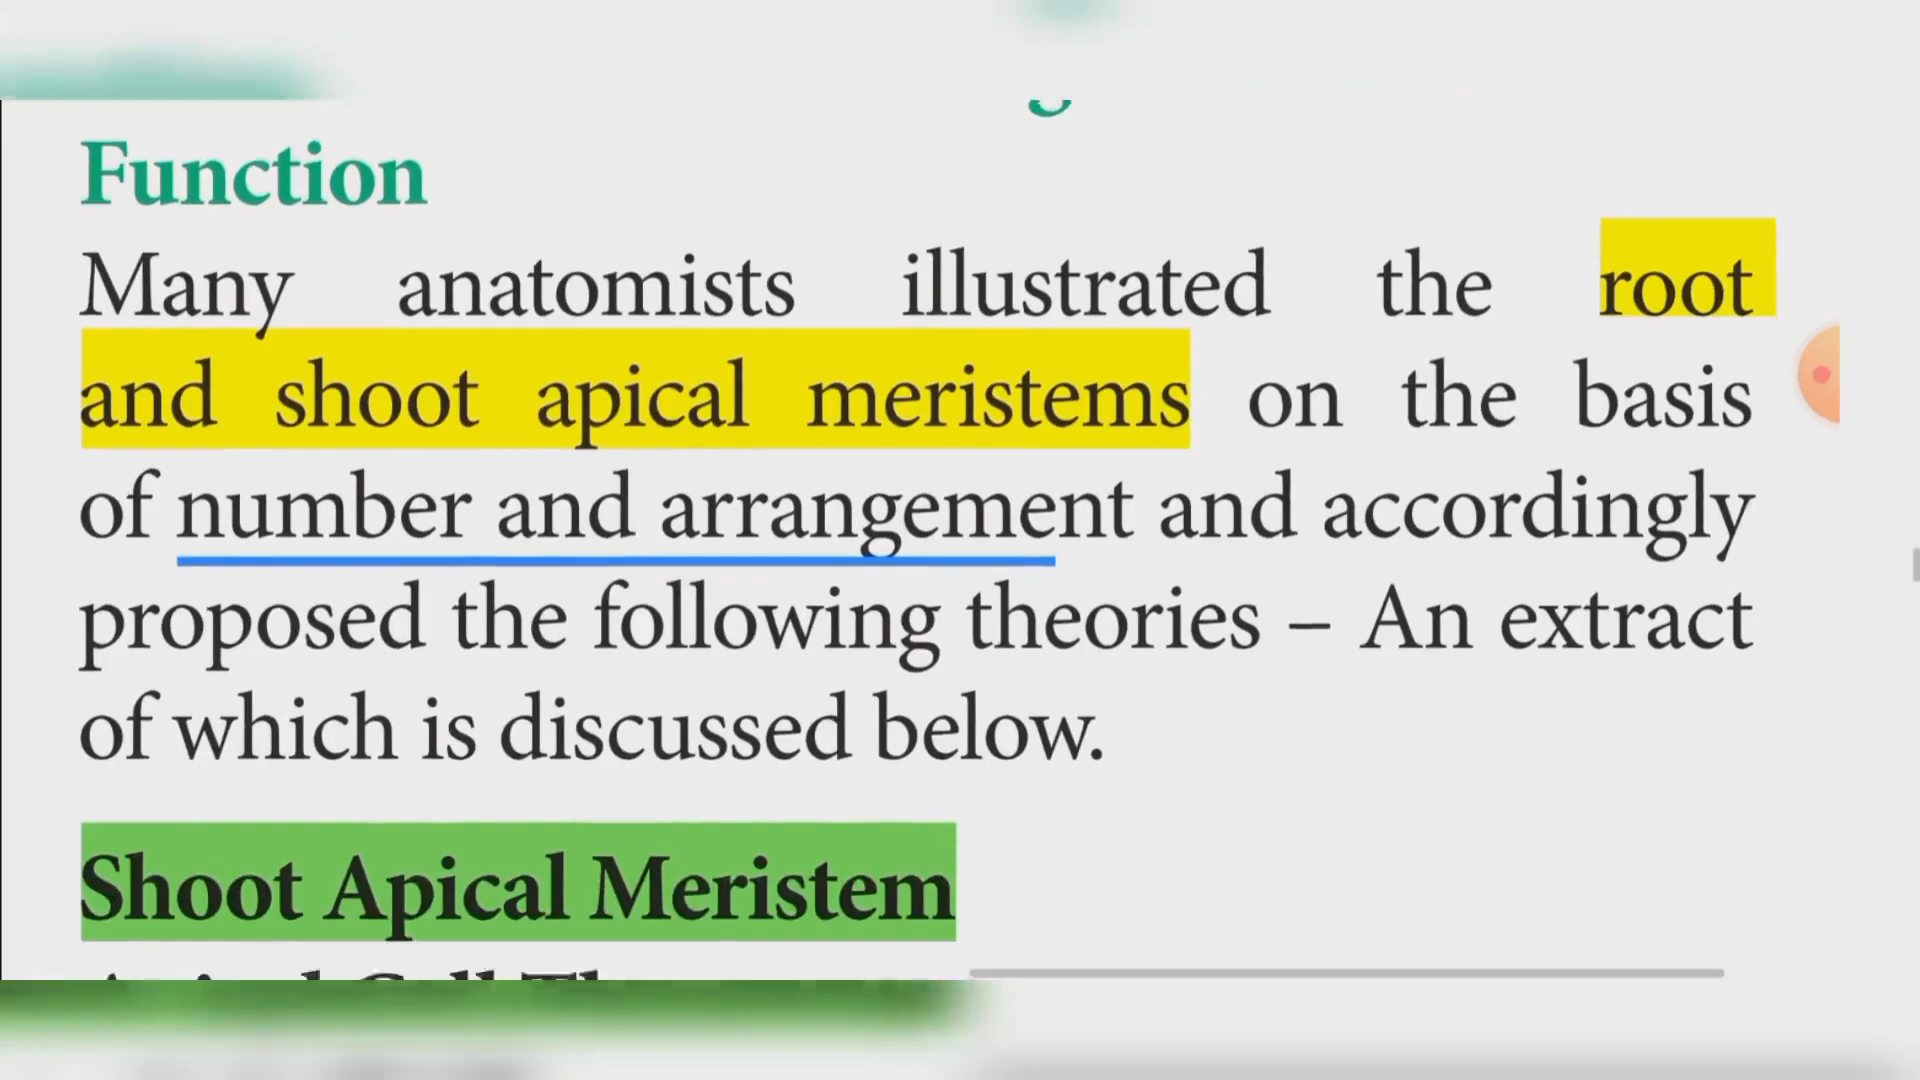 Function
Many anatomists illustrated the root
and shoot apical meristems on the basis
of number and arrangement and accordingly
proposed the following theories – An extract
of which is discussed below.
Shoot Apical Meristem